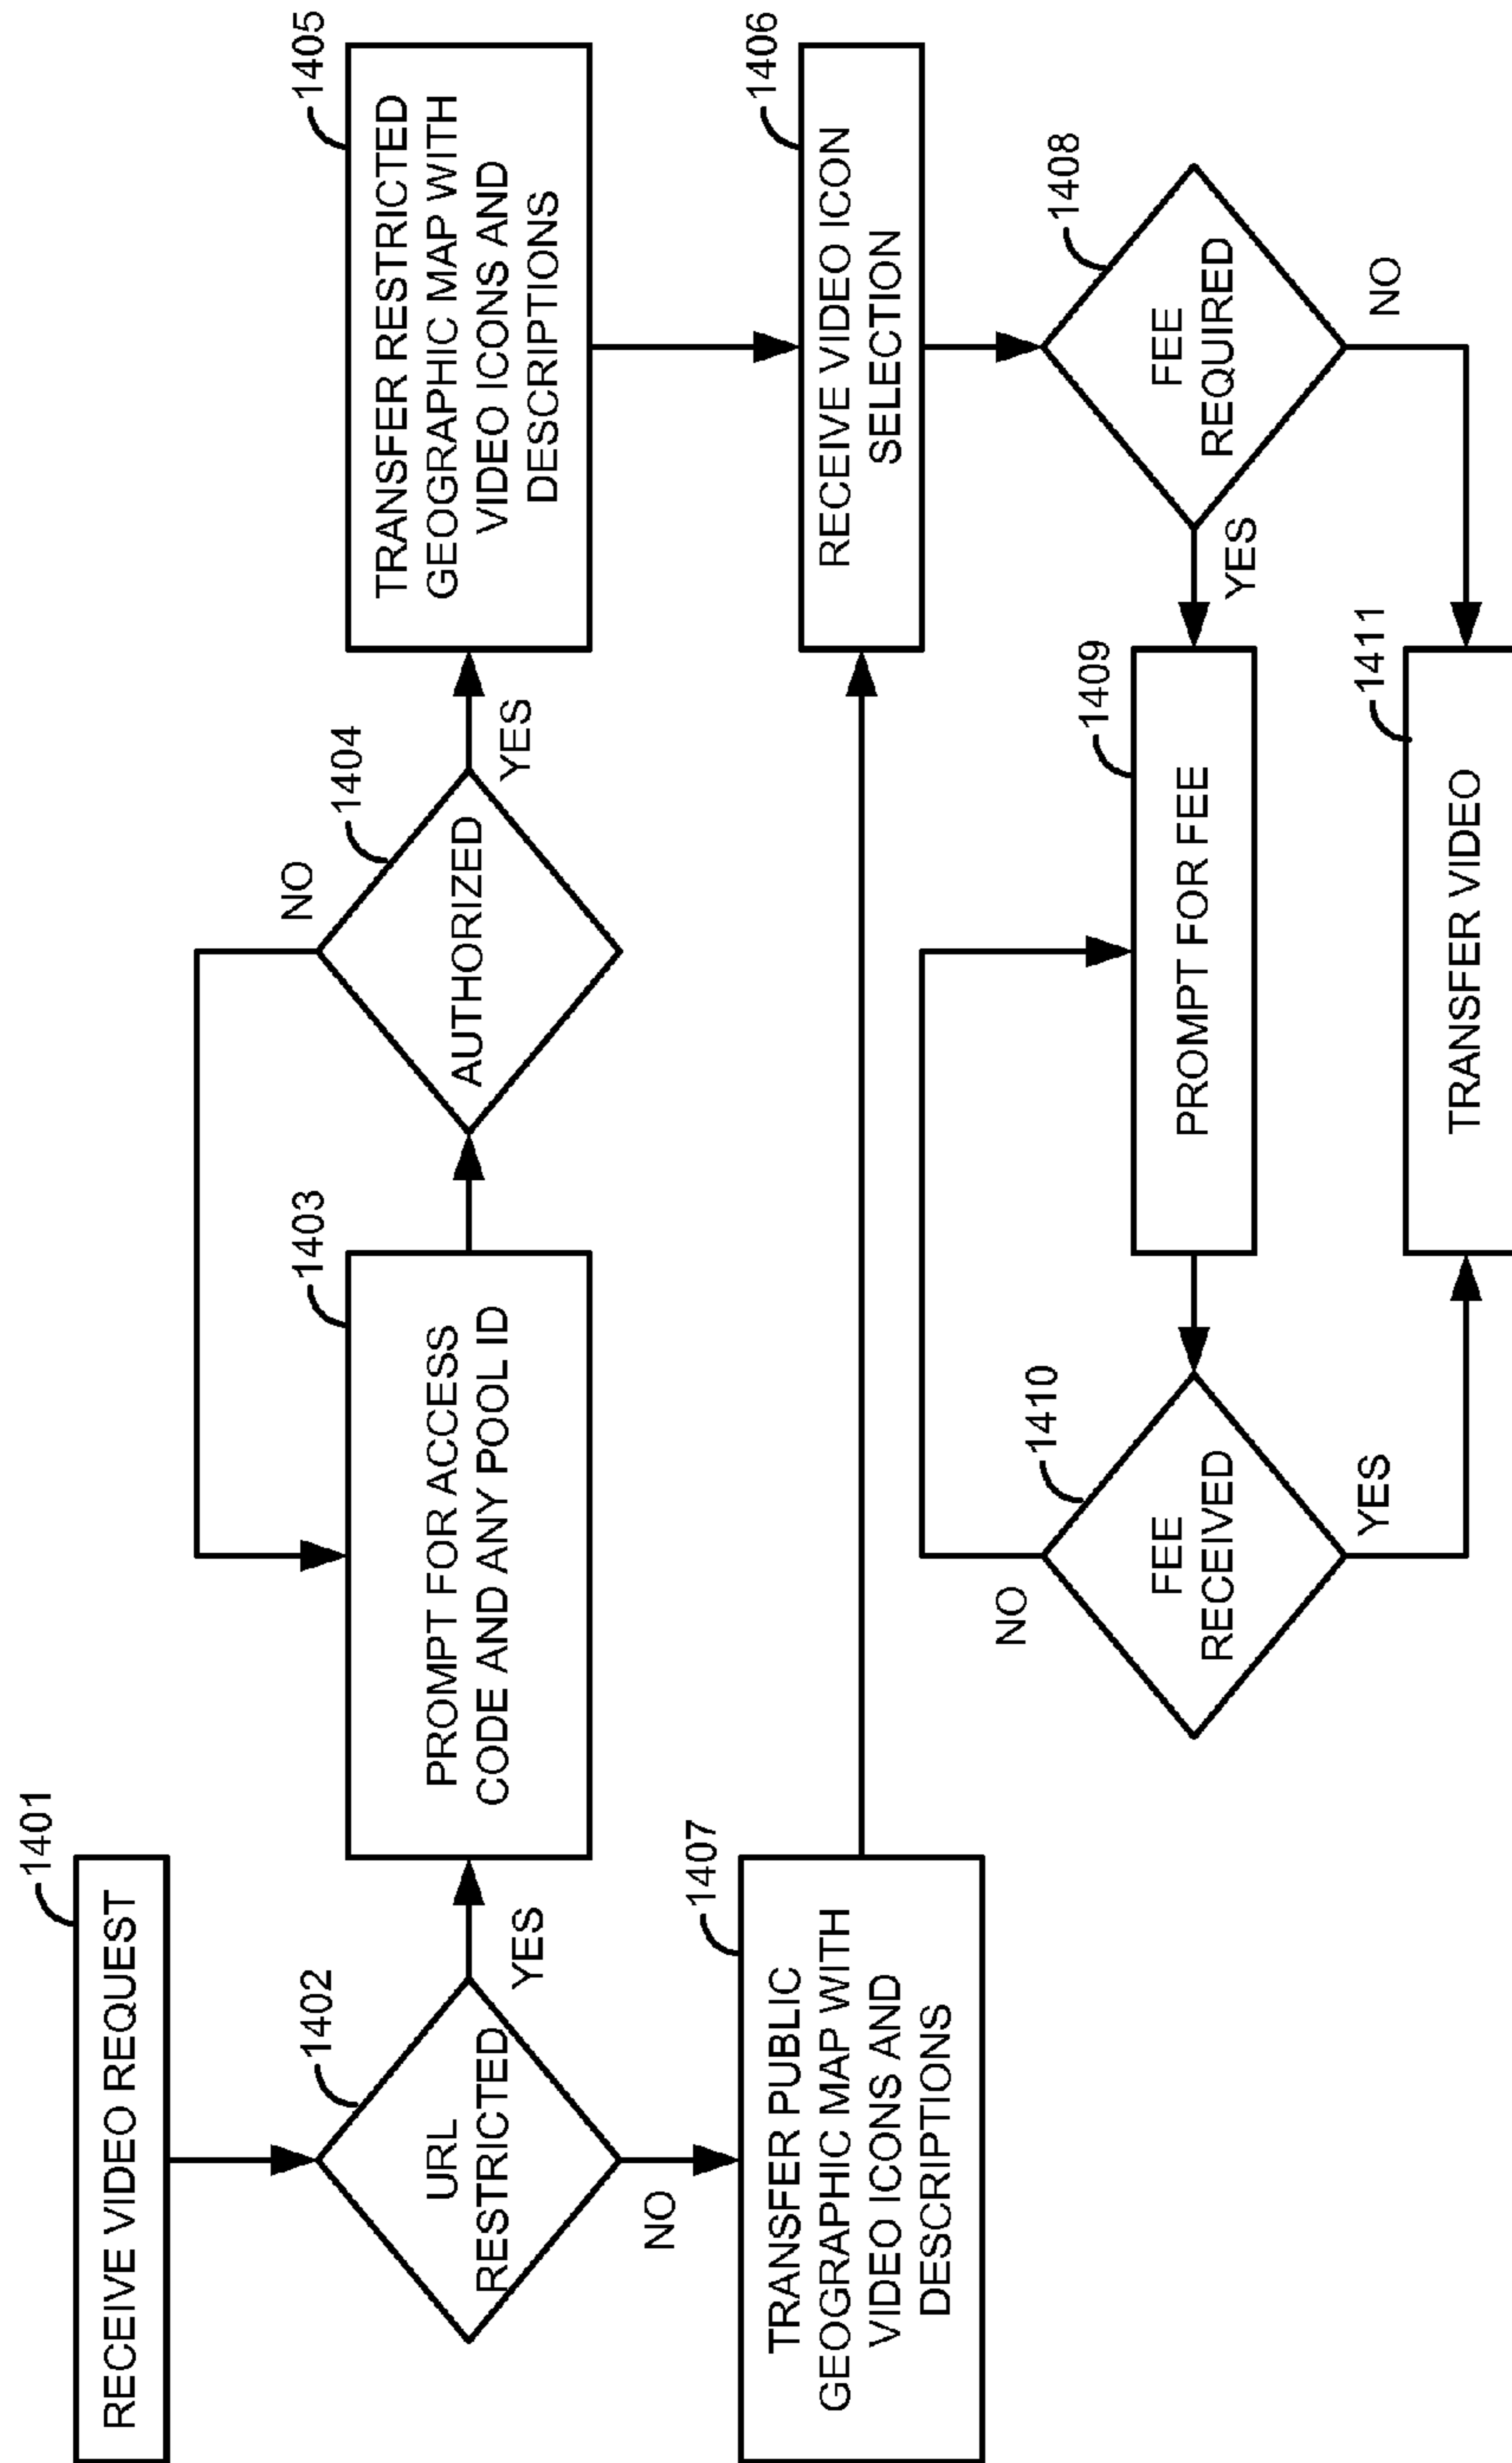 1401
RECEIVE VIDEO REQUEST
1402
URL
RESTRICTED
YES
NO
1403
PROMPT FOR ACCESS
CODE AND ANY POOL ID
1404
AUTHORIZED
NO
YES
1405
TRANSFER RESTRICTED
GEOGRAPHIC MAP WITH
VIDEO ICONS AND
DESCRIPTIONS
1407
TRANSFER PUBLIC
GEOGRAPHIC MAP WITH
VIDEO ICONS AND
DESCRIPTIONS
1406
RECEIVE VIDEO ICON
SELECTION
1408
FEE
REQUIRED
YES
NO
1409
PROMPT FOR FEE
1410
FEE
RECEIVED
NO
YES
1411
TRANSFER VIDEO